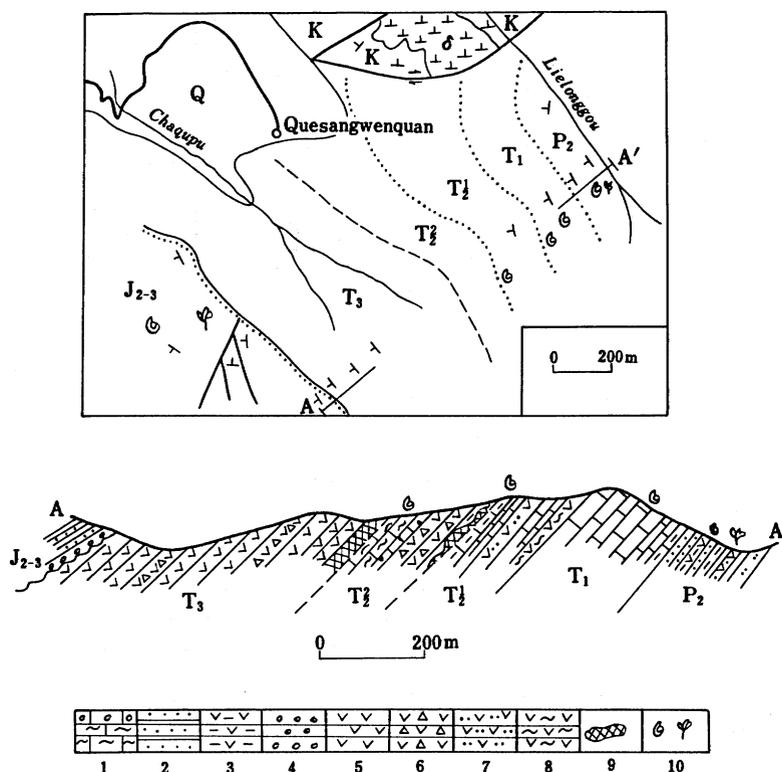 K
K
K
δ
Lielonggou
Q
Chaqupu
Quesangwenquan
P₂
A′
T₁
T₂¹
T₂²
J₂₋₃
T₃
0 200m
A
A
A
J₂₋₃
T₃
T₂²
T₂¹
T₁
P₂
0 200m
1 2 3 4 5 6 7 8 9 10